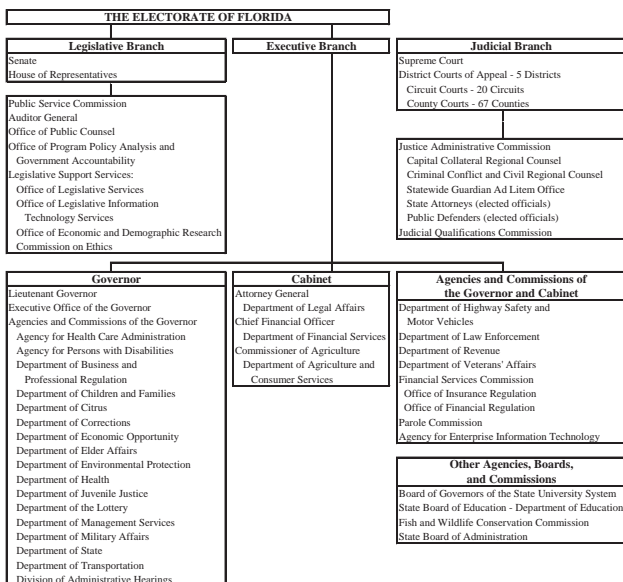 THE ELECTORATE OF FLORIDA
Legislative Branch
Senate
House of Representatives
Public Service Commission
Auditor General
Office of Public Counsel
Office of Program Policy Analysis and
Government Accountability
Legislative Support Services:
Office of Legislative Services
Office of Legislative Information
Technology Services
Office of Economic and Demographic Research
Commission on Ethics
Executive Branch
Judicial Branch
Supreme Court
District Courts of Appeal - 5 Districts
Circuit Courts - 20 Circuits
County Courts - 67 Counties
Justice Administrative Commission
Capital Collateral Regional Counsel
Criminal Conflict and Civil Regional Counsel
Statewide Guardian Ad Litem Office
State Attorneys (elected officials)
Public Defenders (elected officials)
Judicial Qualifications Commission
Governor
Lieutenant Governor
Executive Office of the Governor
Agencies and Commissions of the Governor
Agency for Health Care Administration
Agency for Persons with Disabilities
Department of Business and
Professional Regulation
Department of Children and Families
Department of Citrus
Department of Corrections
Department of Economic Opportunity
Department of Elder Affairs
Department of Environmental Protection
Department of Health
Department of Juvenile Justice
Department of the Lottery
Department of Management Services
Department of Military Affairs
Department of State
Department of Transportation
Division of Administrative Hearings
Cabinet
Attorney General
Department of Legal Affairs
Chief Financial Officer
Department of Financial Services
Commissioner of Agriculture
Department of Agriculture and
Consumer Services
Agencies and Commissions of
the Governor and Cabinet
Department of Highway Safety and
Motor Vehicles
Department of Law Enforcement
Department of Revenue
Department of Veterans' Affairs
Financial Services Commission
Office of Insurance Regulation
Office of Financial Regulation
Parole Commission
Agency for Enterprise Information Technology
Other Agencies, Boards,
and Commissions
Board of Governors of the State University System
State Board of Education - Department of Education
Fish and Wildlife Conservation Commission
State Board of Administration